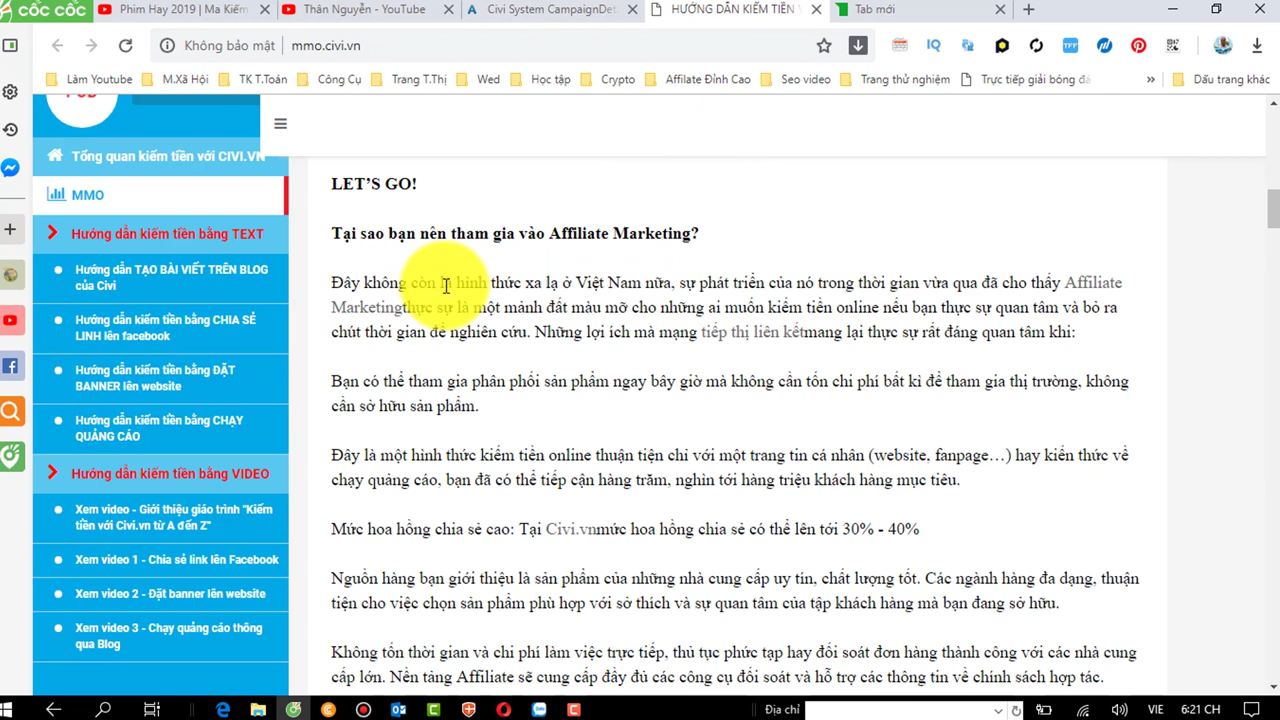 CỐC CỐC
Phim Hay 2019 | Ma Kiếm
Thân Nguyễn - YouTube
Civi System CampaignDet
HƯỚNG DẪN KIẾM TIỀN V
Tab mới
Không bảo mật
mmo.civi.vn
IQ
TFF
Làm Youtube
M.Xã Hội
TK T.Toán
Công Cụ
Trang T.Thị
Wed
Học tập
Crypto
Affilate Đỉnh Cao
Seo video
Trang thử nghiệm
Trực tiếp giải bóng đá
Dấu trang khác
Tổng quan kiếm tiền với CIVI.VN
MMO
Hướng dẫn kiếm tiền bằng TEXT
Hướng dẫn TẠO BÀI VIẾT TRÊN BLOG
của Civi
Hướng dẫn kiếm tiền bằng CHIA SẺ
LINK lên facebook
Hướng dẫn kiếm tiền bằng ĐẶT
BANNER lên website
Hướng dẫn kiếm tiền bằng CHẠY
QUẢNG CÁO
Hướng dẫn kiếm tiền bằng VIDEO
Xem video - Giới thiệu giáo trình "Kiếm
tiền với Civi.vn từ A đến Z"
Xem video 1 - Chia sẻ link lên Facebook
Xem video 2 - Đặt banner lên website
Xem video 3 - Chạy quảng cáo thông
qua Blog
LET’S GO!
Tại sao bạn nên tham gia vào Affiliate Marketing?
Đây không còn là hình thức xa lạ ở Việt Nam nữa, sự phát triển của nó trong thời gian vừa qua đã cho thấy Affiliate
Marketingthực sự là một mảnh đất màu mỡ cho những ai muốn kiếm tiền online nếu bạn thực sự quan tâm và bỏ ra
chút thời gian để nghiên cứu. Những lợi ích mà mạng tiếp thị liên kếtmang lại thực sự rất đáng quan tâm khi:
Bạn có thể tham gia phân phối sản phẩm ngay bây giờ mà không cần tốn chi phí bất kì để tham gia thị trường, không
cần sở hữu sản phẩm.
Đây là một hình thức kiếm tiền online thuận tiện chỉ với một trang tin cá nhân (website, fanpage…) hay kiến thức về
chạy quảng cáo, bạn đã có thể tiếp cận hàng trăm, nghìn tới hàng triệu khách hàng mục tiêu.
Mức hoa hồng chia sẻ cao: Tại Civi.vnmức hoa hồng chia sẻ có thể lên tới 30% - 40%
Nguồn hàng bạn giới thiệu là sản phẩm của những nhà cung cấp uy tín, chất lượng tốt. Các ngành hàng đa dạng, thuận
tiện cho việc chọn sản phẩm phù hợp với sở thích và sự quan tâm của tập khách hàng mà bạn đang sở hữu.
Không tốn thời gian và chi phí làm việc trực tiếp, thủ tục phức tạp hay đối soát đơn hàng thành công với các nhà cung
cấp lớn. Nền tảng Affiliate sẽ cung cấp đầy đủ các công cụ đối soát và hỗ trợ các thông tin về chính sách hợp tác.
Địa chỉ
VIE
6:21 CH